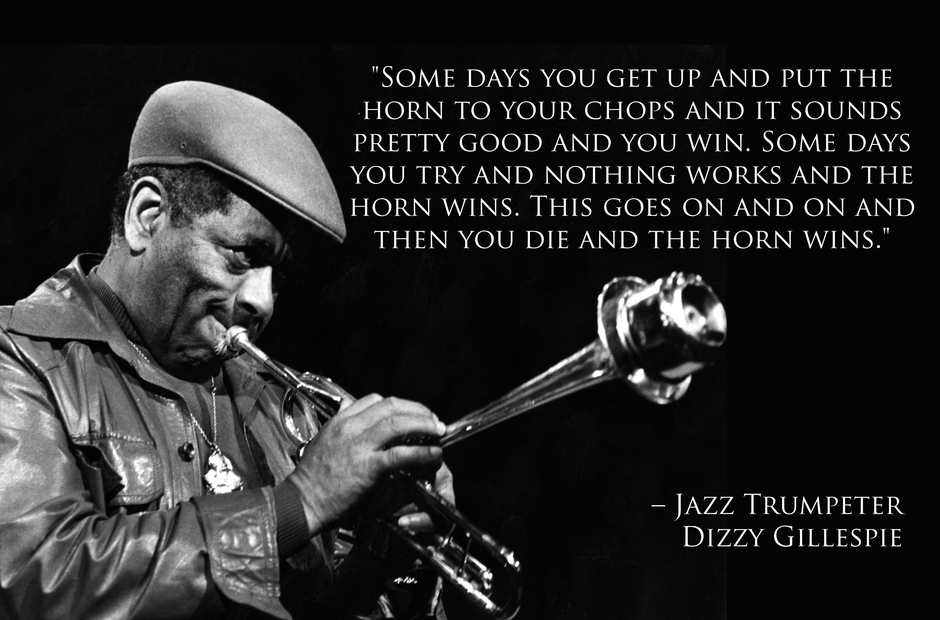 "Some days you get up and put the
horn to your chops and it sounds
pretty good and you win. Some days
you try and nothing works and the
horn wins. This goes on and on and
then you die and the horn wins."
– Jazz Trumpeter
Dizzy Gillespie